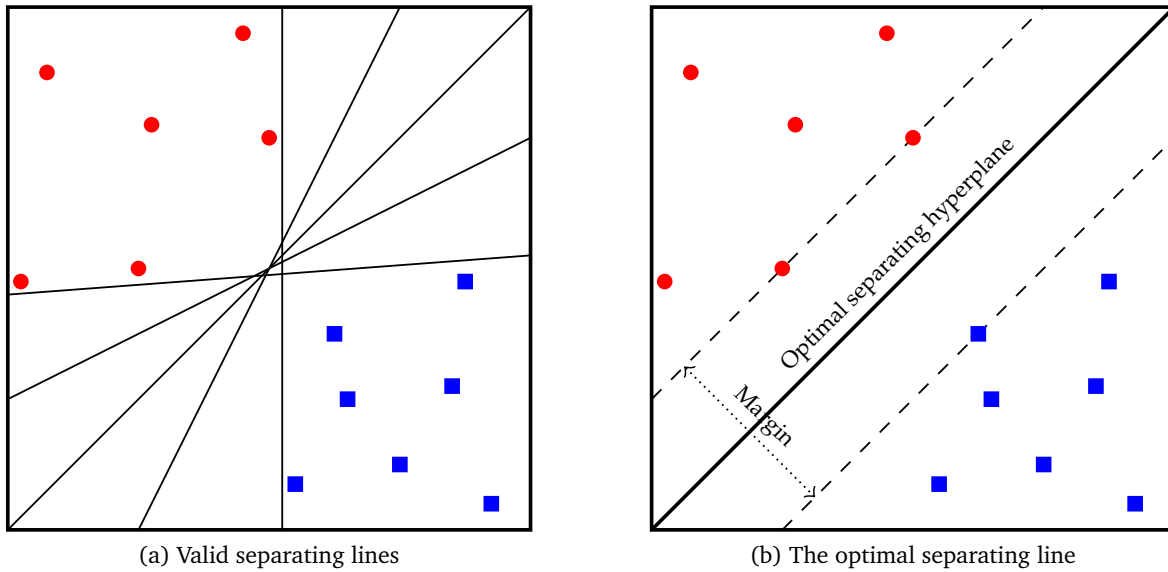 Optimal separating hyperplane
Margin
(a) Valid separating lines
(b) The optimal separating line